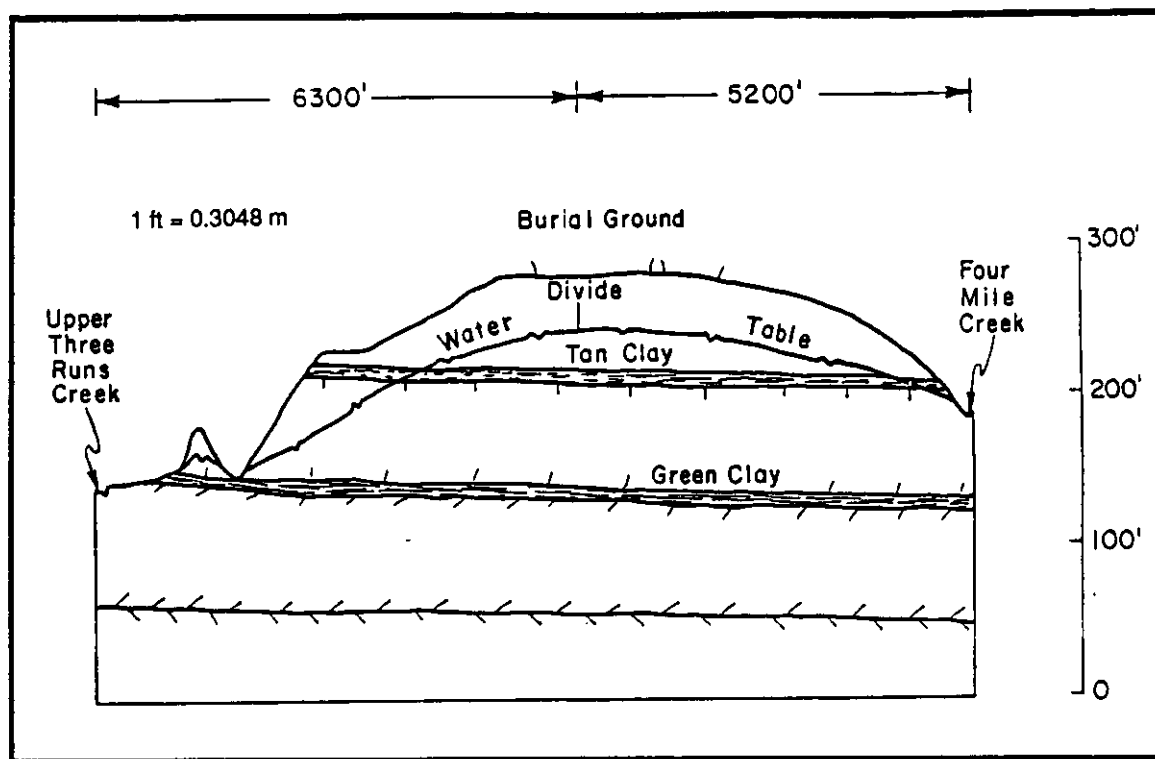 6300' 5200'
1 ft = 0.3048 m
Burial Ground
300'
Divide
Four
Mile
Creek
Upper
Three
Runs
Creek
Water Table
Tan Clay
200'
Green Clay
100'
0